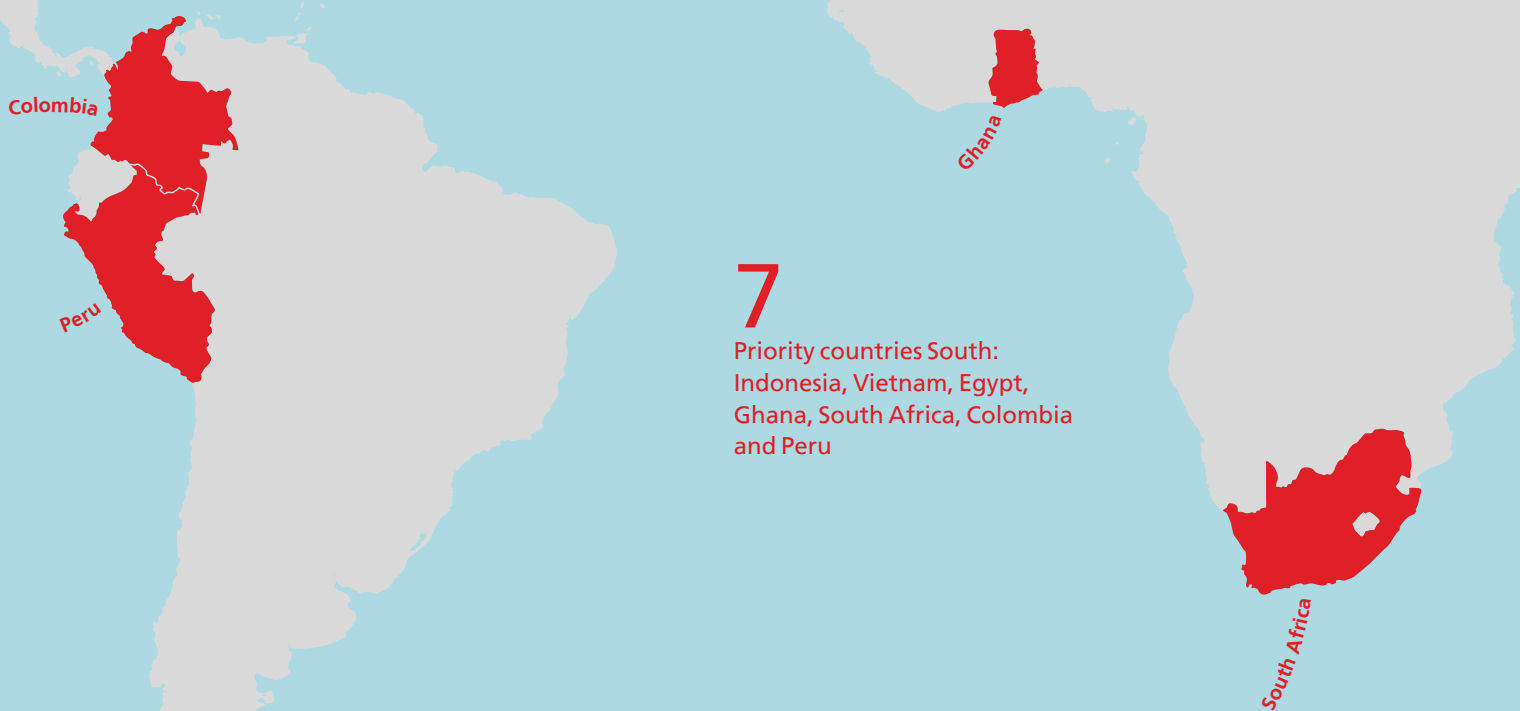 Colombia
Peru
Ghana
7
Priority countries South:
Indonesia, Vietnam, Egypt,
Ghana, South Africa, Colombia
and Peru
South Africa